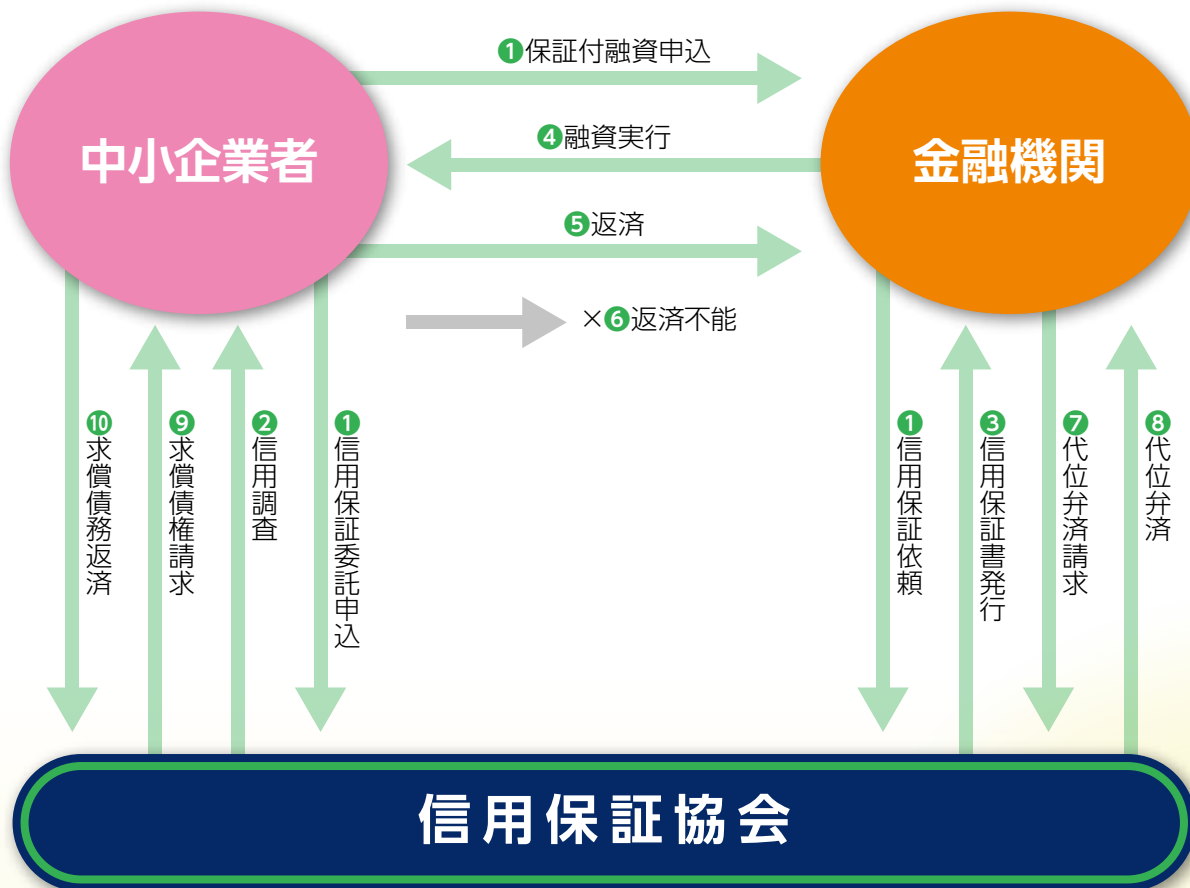 ❶保証付融資申込
中小企業者
金融機関
❹融資実行
❺返済
×❻返済不能
❿求償債務返済
❾求償債権請求
❷信用調査
❶信用保証委託申込
❶信用保証依頼
❸信用保証書発行
❼代位弁済請求
❽代位弁済
信用保証協会